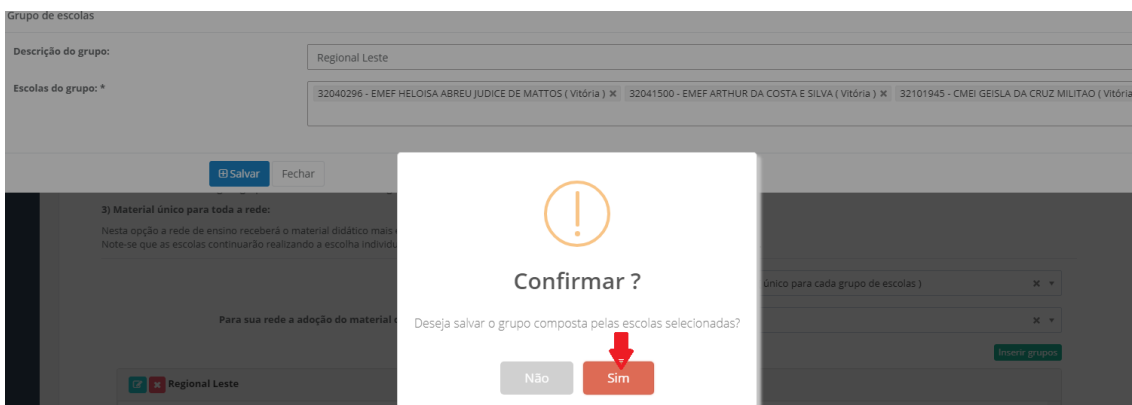 Grupo de escolas
Descrição do grupo:
Regional Leste
Escolas do grupo: *
32040296 - EMEF HELOISA ABREU JUDICE DE MATTOS ( Vitória ) ✖ 32041500 - EMEF ARTHUR DA COSTA E SILVA ( Vitória ) ✖ 32101945 - CMEI GEISLA DA CRUZ MILITAO ( Vitória
Salvar Fechar
3) Material único para toda a rede:
Nesta opção a rede de ensino receberá o material didático mais
Note-se que as escolas continuarão realizando a escolha
único para cada grupo de escolas )
Para sua rede a adoção do material
Inserir grupos
Regional Leste
Confirmar ?
Deseja salvar o grupo composta pelas escolas selecionadas?
Não Sim